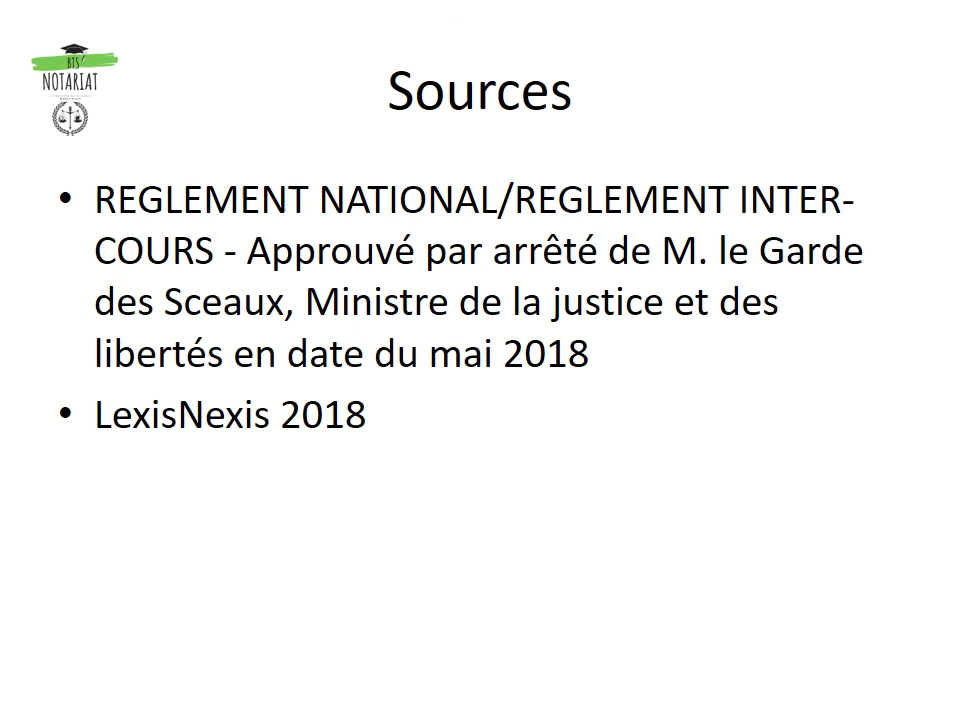 BTS
NOTARIAT
Sources
• REGLEMENT NATIONAL/REGLEMENT INTER-
COURS - Approuvé par arrêté de M. le Garde
des Sceaux, Ministre de la justice et des
libertés en date du mai 2018
• LexisNexis 2018